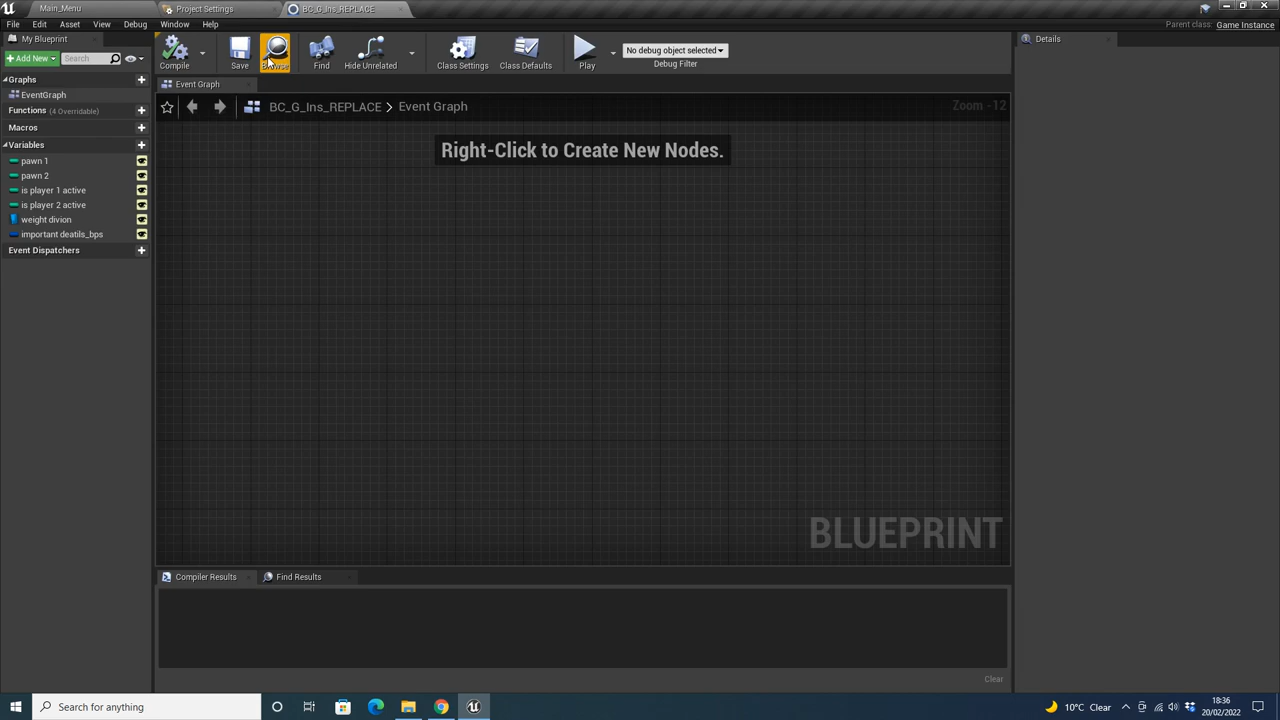 Main_Menu
Project Settings
BC_G_Ins_REPLACE
File Edit Asset View Debug Window Help
Parent class: Game Instance
My Blueprint
Details
+Add New
Search
Compile
Save
Browse
Find
Hide Unrelated
Class Settings
Class Defaults
Play
No debug object selected
Debug Filter
Graphs
EventGraph
Functions (4 Overridable)
Macros
Variables
pawn 1
pawn 2
is player 1 active
is player 2 active
weight divion
important deatils_bps
Event Dispatchers
Event Graph
BC_G_Ins_REPLACE > Event Graph
Zoom -12
Right-Click to Create New Nodes.
BLUEPRINT
Compiler Results
Find Results
Clear
Search for anything
10°C Clear
18:36
20/02/2022